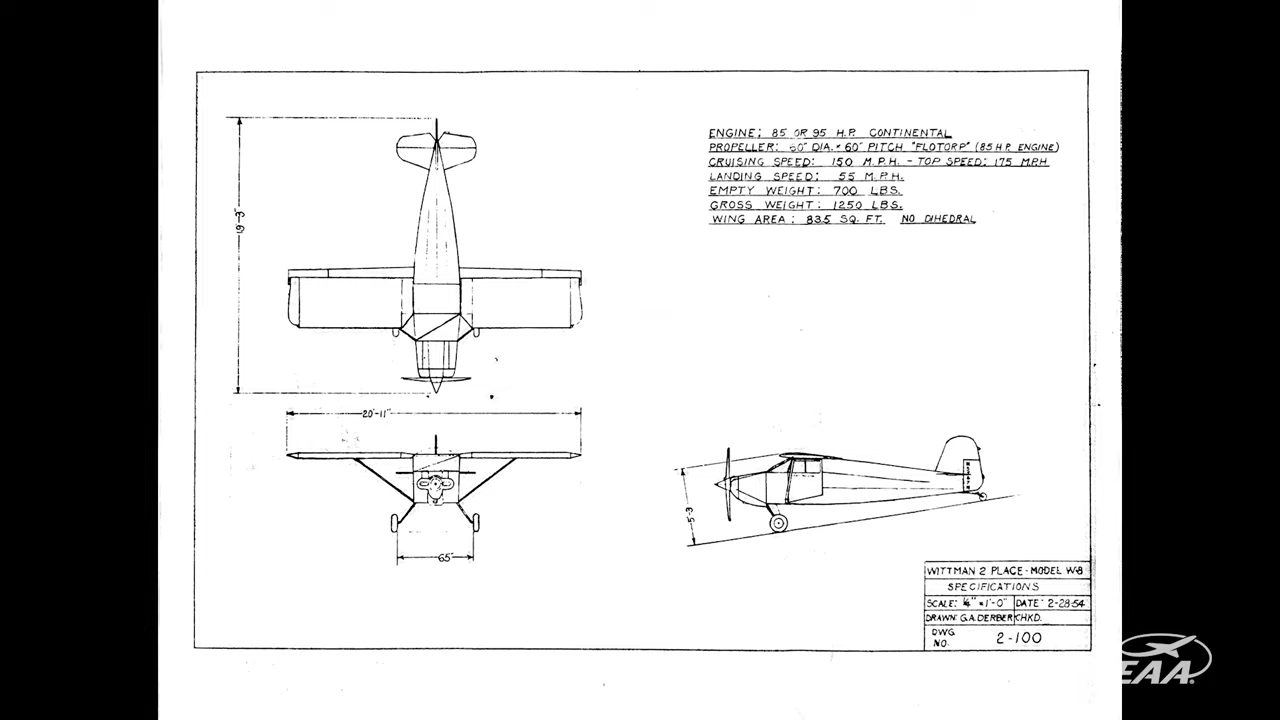 ENGINE: 85 OR 95 H.P. CONTINENTAL
PROPELLER: 60" DIA. × 60" PITCH "FLOTORP" (85 H.P. ENGINE)
CRUISING SPEED: 150 M.P.H. - TOP SPEED: 175 M.P.H
LANDING SPEED: 55 M.P.H.
EMPTY WEIGHT: 700 LBS.
GROSS WEIGHT: 1250 LBS.
WING AREA: 83.5 SQ. FT. NO DIHEDRAL
19'-3"
20'-11"
65"
5'-3
WITTMAN 2 PLACE - MODEL W-8
SPECIFICATIONS
SCALE: ¼" = 1'-0" DATE: 2-28-54
DRAWN: G.A. DERBER CHKD.
DWG NO. 2-100
EAA®